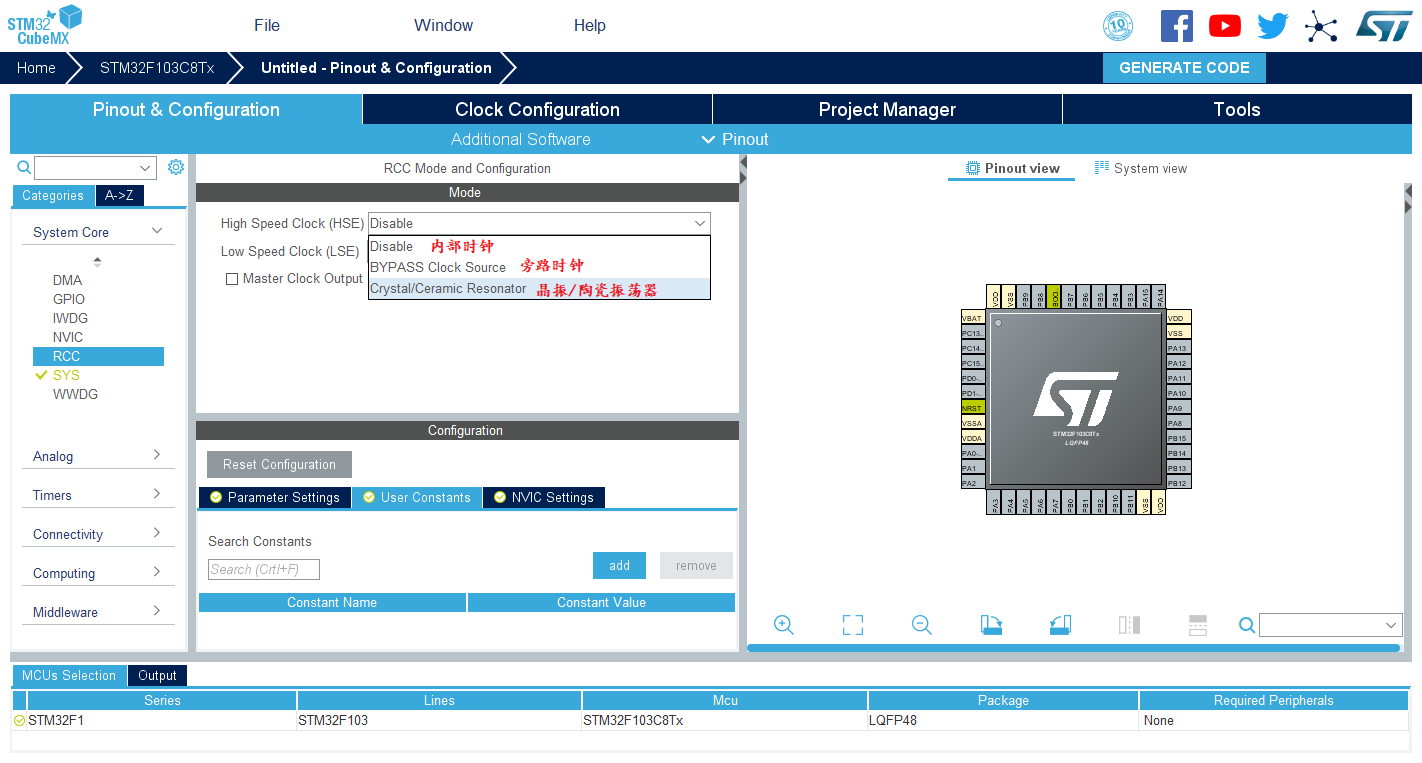 STM32
CubeMX
File Window Help
10
Home STM32F103C8Tx Untitled - Pinout & Configuration GENERATE CODE
Pinout & Configuration Clock Configuration Project Manager Tools
Additional Software Pinout
RCC Mode and Configuration
Pinout view System view
Mode
Categories A->Z
High Speed Clock (HSE) Disable
System Core
Disable 内部时钟
Low Speed Clock (LSE)
BYPASS Clock Source 旁路时钟
Master Clock Output
Crystal/Ceramic Resonator 晶振/陶瓷振荡器
DMA
GPIO
IWDG
NVIC
RCC
SYS
WWDG
Analog
Timers
Connectivity
Computing
Middleware
Configuration
Reset Configuration
Parameter Settings User Constants NVIC Settings
Search Constants
Search (CrtI+F)
add remove
Constant Name Constant Value
VDD VSS PB9 PB8 BOO PB7 PB6 PB5 PB4 PB3 PA15 PA14
VBAT VDD
PC13.. VSS
PC14.. PA13
PC15.. PA12
PD0-.. PA11
PD1-.. PA10
NRST PA9
VSSA PA8
VDDA PB15
PA0-.. PB14
PA1 PB13
PA2 PB12
ST
STM32F103C8Tx
LQFP48
PA3 PA4 PA5 PA6 PA7 PB0 PB1 PB2 PB10 PB11 VSS VDD
MCUs Selection Output
Series Lines Mcu Package Required Peripherals
STM32F1 STM32F103 STM32F103C8Tx LQFP48 None